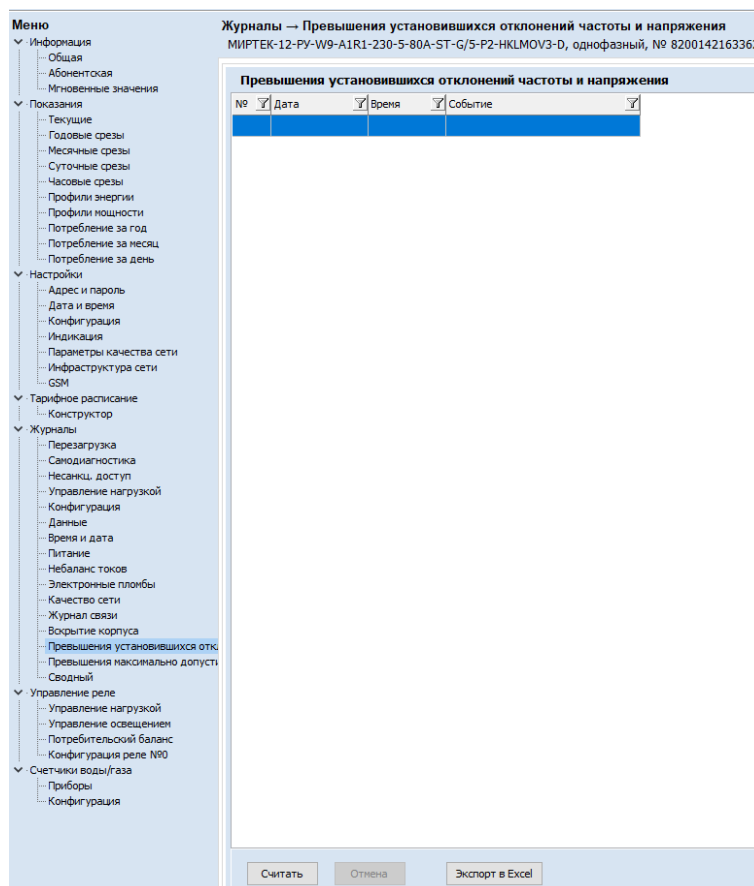 Меню
Информация
Общая
Абонентская
Мгновенные значения
Показания
Текущие
Годовые срезы
Месячные срезы
Суточные срезы
Часовые срезы
Профили энергии
Профили мощности
Потребление за год
Потребление за месяц
Потребление за день
Настройки
Адрес и пароль
Дата и время
Конфигурация
Индикация
Параметры качества сети
Инфраструктура сети
GSM
Тарифное расписание
Конструктор
Журналы
Перезагрузка
Самодиагностика
Несанкц. доступ
Управление нагрузкой
Конфигурация
Данные
Время и дата
Питание
Небаланс токов
Электронные пломбы
Качество сети
Журнал связи
Вскрытие корпуса
Превышения установившихся отк
Превышения максимально допусти
Сводный
Управление реле
Управление нагрузкой
Управление освещением
Потребительский баланс
Конфигурация реле №0
Счетчики воды/газа
Приборы
Конфигурация
Журналы → Превышения установившихся отклонений частоты и напряжения
МИРТЕК-12-РУ-W9-A1R1-230-5-80A-ST-G/5-P2-HKLMOV3-D, однофазный, № 820014216336
Превышения установившихся отклонений частоты и напряжения
№ Дата Время Событие
Считать Отмена Экспорт в Excel